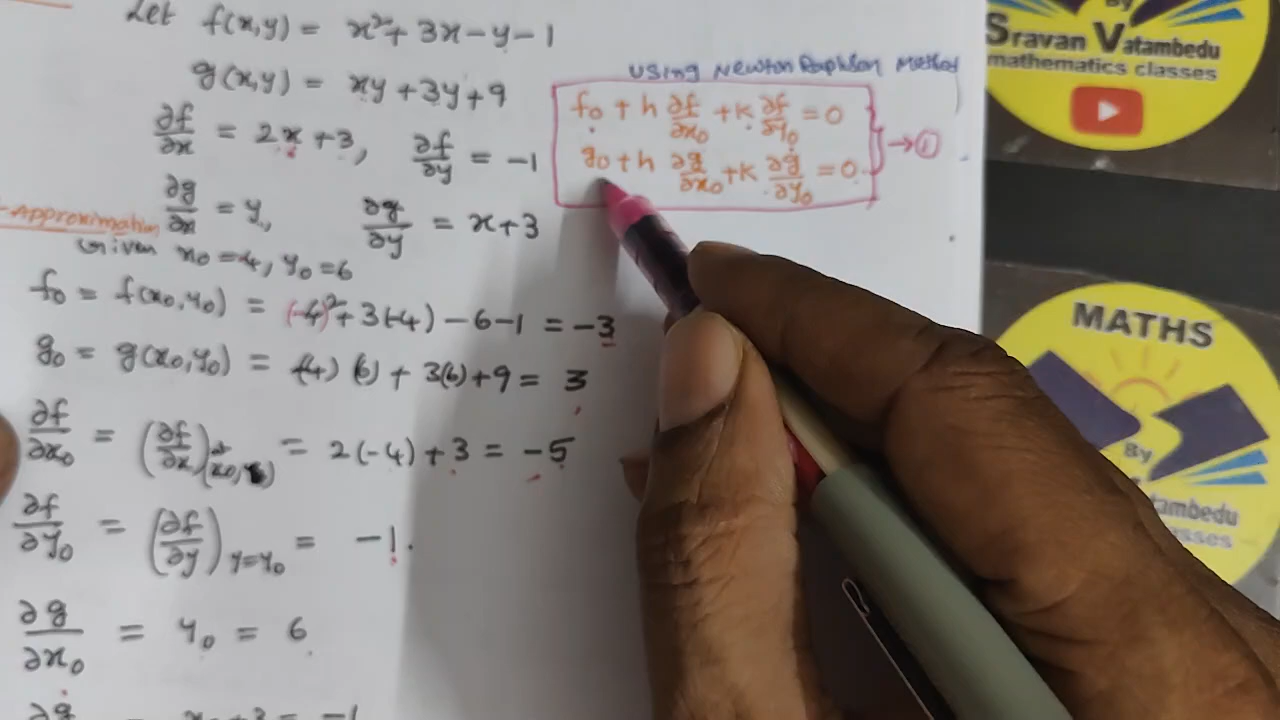 Let f(x,y) = x²+ 3x-y-1
g(x,y) = xy+3y+9
∂f/∂x = 2x+3, ∂f/∂y = -1
∂g/∂x = y, ∂g/∂y = x+3
Using Newton Raphson Method
f₀ + h ∂f/∂x₀ + k ∂f/∂y₀ = 0
g₀ + h ∂g/∂x₀ + k ∂g/∂y₀ = 0 → ①
Approximation
Given x₀=-4, y₀=6
f₀ = f(x₀,y₀) = (-4)²+3(-4)-6-1 = -3
g₀ = g(x₀,y₀) = (-4)(6) + 3(6)+9 = 3
∂f/∂x₀ = (∂f/∂x) = 2(-4)+3 = -5
∂f/∂y₀ = (∂f/∂y) y=y₀ = -1.
∂g/∂x₀ = y₀ = 6
∂g = x₀+3 = -1
By
Sravan Vatambedu
mathematics classes
MATHS
By